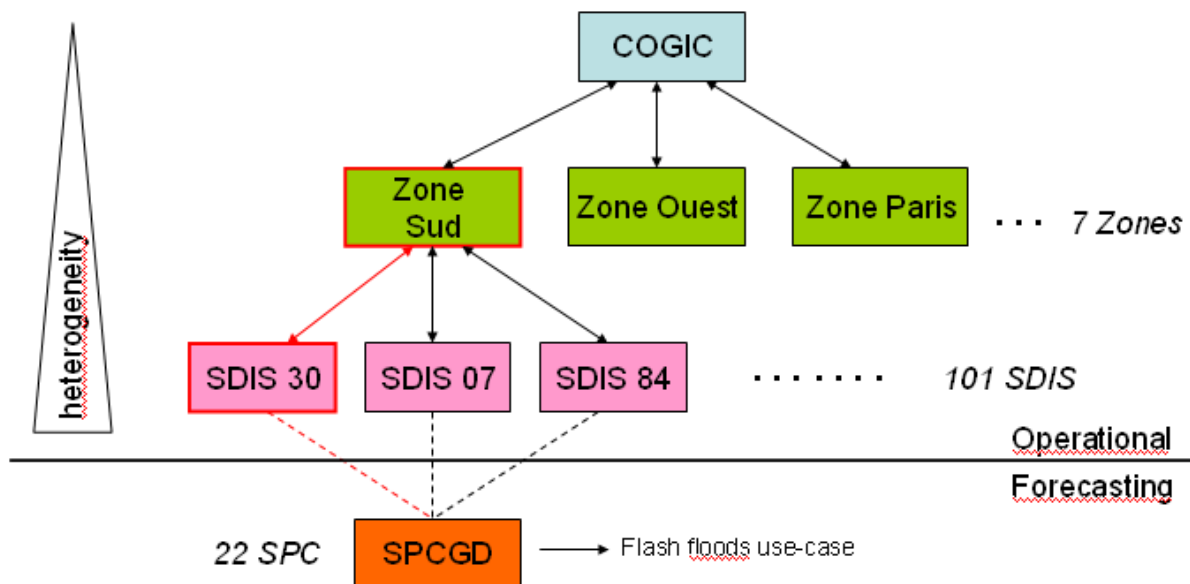 COGIC
Zone
Sud
Zone Ouest
Zone Paris
... 7 Zones
heterogeneity
SDIS 30
SDIS 07
SDIS 84
....... 101 SDIS
Operational
Forecasting
22 SPC
SPCGD
Flash floods use-case